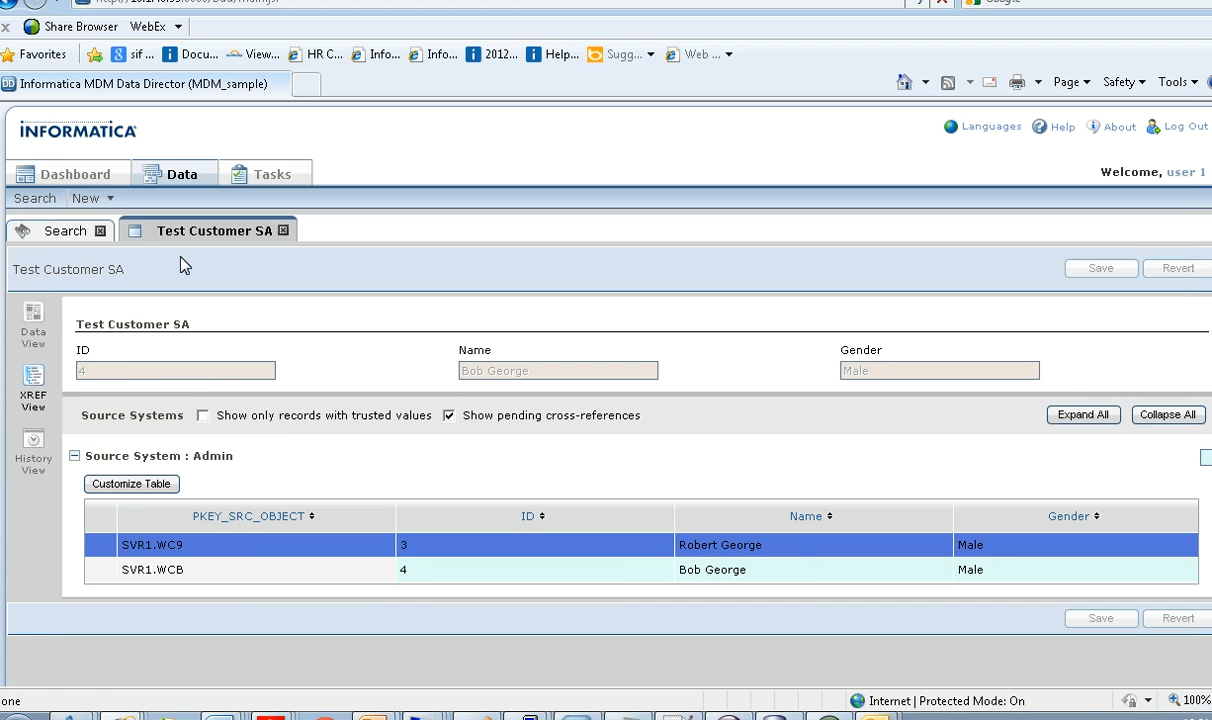 Share Browser WebEx
Favorites sif ... Docu... View... HR C... Info... Info... 2012... Help... Sugg... Web ...
DD Informatica MDM Data Director (MDM_sample) Page Safety Tools
INFORMATICA Languages Help About Log Out
Dashboard Data Tasks Welcome, user 1
Search New
Search Test Customer SA
Test Customer SA Save Revert
Data View
Test Customer SA
ID Name Gender
4 Bob George Male
XREF View
Source Systems Show only records with trusted values Show pending cross-references Expand All Collapse All
History View
Source System : Admin
Customize Table
PKEY_SRC_OBJECT ID Name Gender
SVR1.WC9 3 Robert George Male
SVR1.WCB 4 Bob George Male
Save Revert
one Internet | Protected Mode: On 100%